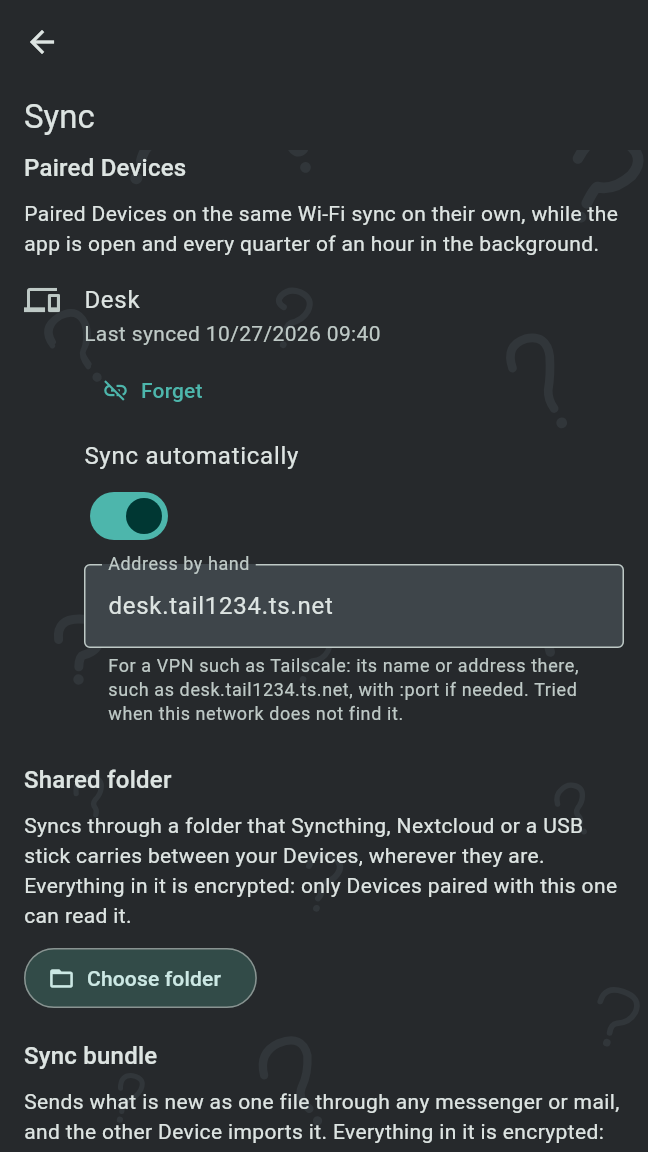 Sync
Paired Devices
Paired Devices on the same Wi-Fi sync on their own, while the
app is open and every quarter of an hour in the background.
Desk
Last synced 10/27/2026 09:40
Forget
Sync automatically
Address by hand
desk.tail1234.ts.net
For a VPN such as Tailscale: its name or address there,
such as desk.tail1234.ts.net, with :port if needed. Tried
when this network does not find it.
Shared folder
Syncs through a folder that Syncthing, Nextcloud or a USB
stick carries between your Devices, wherever they are.
Everything in it is encrypted: only Devices paired with this one
can read it.
Choose folder
Sync bundle
Sends what is new as one file through any messenger or mail,
and the other Device imports it. Everything in it is encrypted: